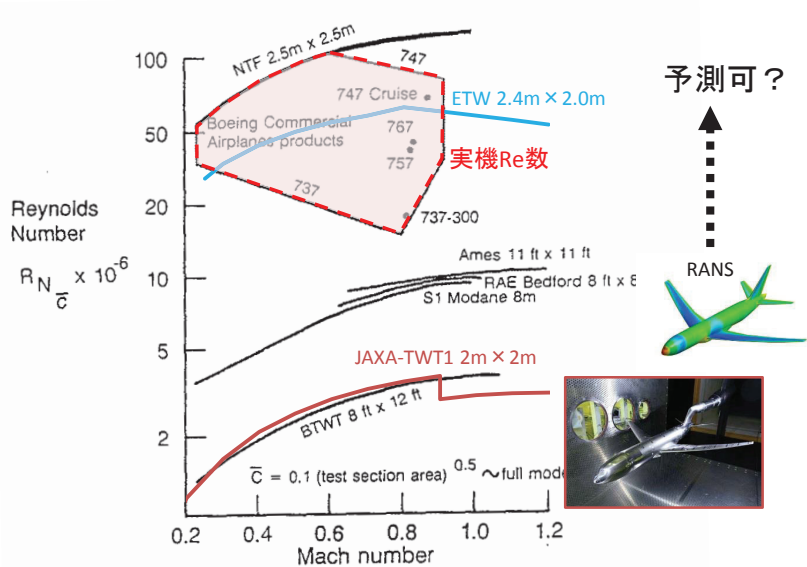 予測可？
NTF 2.5m x 2.5m
747
747 Cruise
ETW 2.4m×2.0m
Boeing Commercial
Airplanes products
767
757
実機Re数
737
737-300
Reynolds
Number
R N c̅ x 10⁻⁶
100
50
20
10
5
2
Ames 11 ft x 11 ft
RAE Bedford 8 ft x 8
S1 Modane 8m
RANS
JAXA-TWT1 2m×2m
BTWT 8 ft x 12 ft
c̅ = 0.1 (test section area) 0.5 ~full mode
0.2 0.4 0.6 0.8 1.0 1.2
Mach number